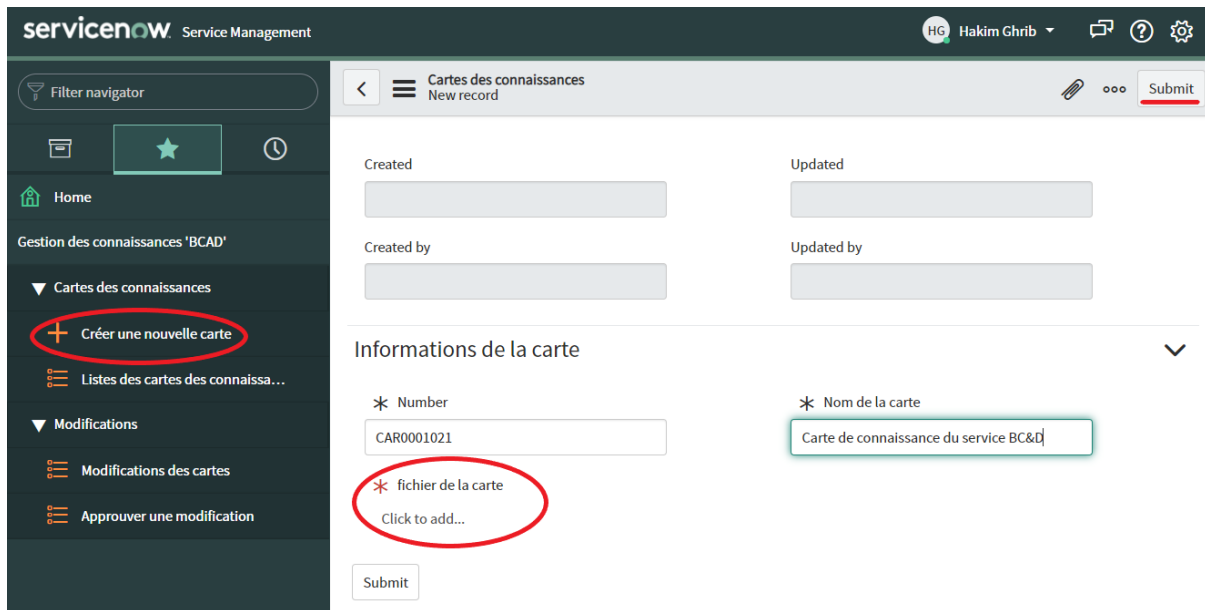 servicenow Service Management
HG Hakim Ghrib
Filter navigator
Cartes des connaissances
New record
Submit
Home
Gestion des connaissances 'BCAD'
Cartes des connaissances
Créer une nouvelle carte
Listes des cartes des connaissa...
Modifications
Modifications des cartes
Approuver une modification
Created
Updated
Created by
Updated by
Informations de la carte
Number
Nom de la carte
CAR0001021
Carte de connaissance du service BC&D
fichier de la carte
Click to add...
Submit